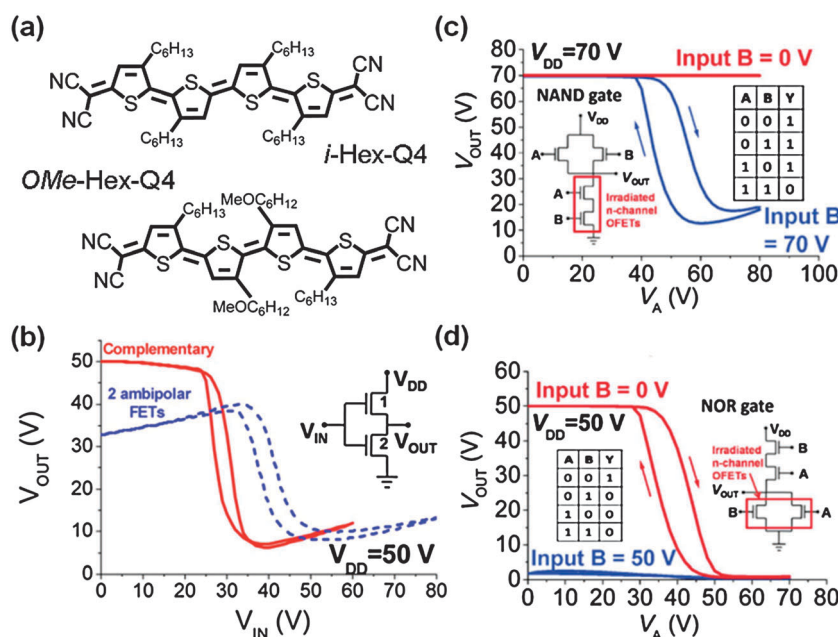 (a)
C6H13
C6H13
CN
CN
CN
CN
S
S
S
S
C6H13
C6H13
i-Hex-Q4
OMe-Hex-Q4
C6H13
MeOC6H12
NC
NC
CN
CN
S
S
S
S
MeOC6H12
C6H13
(b)
60
50
40
30
20
10
0
VOUT (V)
Complementary
2 ambipolar
FETs
VDD
1
VIN
VOUT
2
VDD=50 V
0 10 20 30 40 50 60 70 80
VIN (V)
(c)
90
80
70
60
50
40
30
20
10
0
VOUT (V)
VDD=70 V
Input B = 0 V
NAND gate
VDD
A
B
VOUT
A
B
Irradiated
n-channel
OFETs
A B Y
0 0 1
0 1 1
1 0 1
1 1 0
Input B
= 70 V
0 20 40 60 80 100
VA (V)
(d)
60
50
40
30
20
10
0
VOUT (V)
Input B = 0 V
VDD=50 V
NOR gate
VDD
B
A
Irradiated
n-channel
OFETs
VOUT
B
A
A B Y
0 0 1
0 1 0
1 0 0
1 1 0
Input B = 50 V
0 10 20 30 40 50 60 70 80
VA (V)